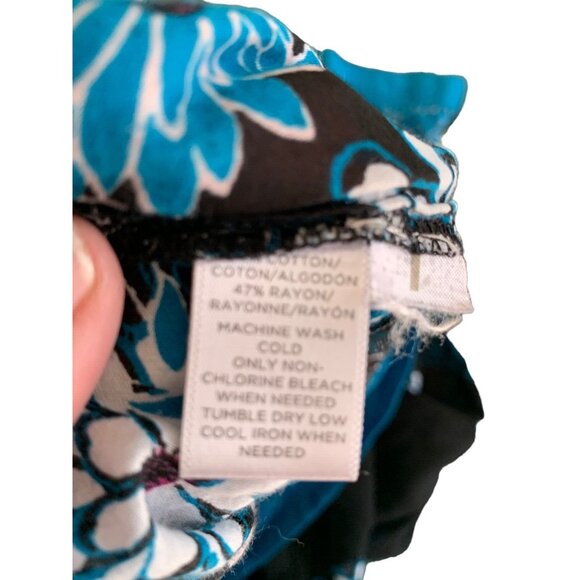 COTTON/
COTON/ALGODÓN
47% RAYON/
RAYONNE/RAYÓN
MACHINE WASH
COLD
ONLY NON-
CHLORINE BLEACH
WHEN NEEDED
TUMBLE DRY LOW
COOL IRON WHEN
NEEDED